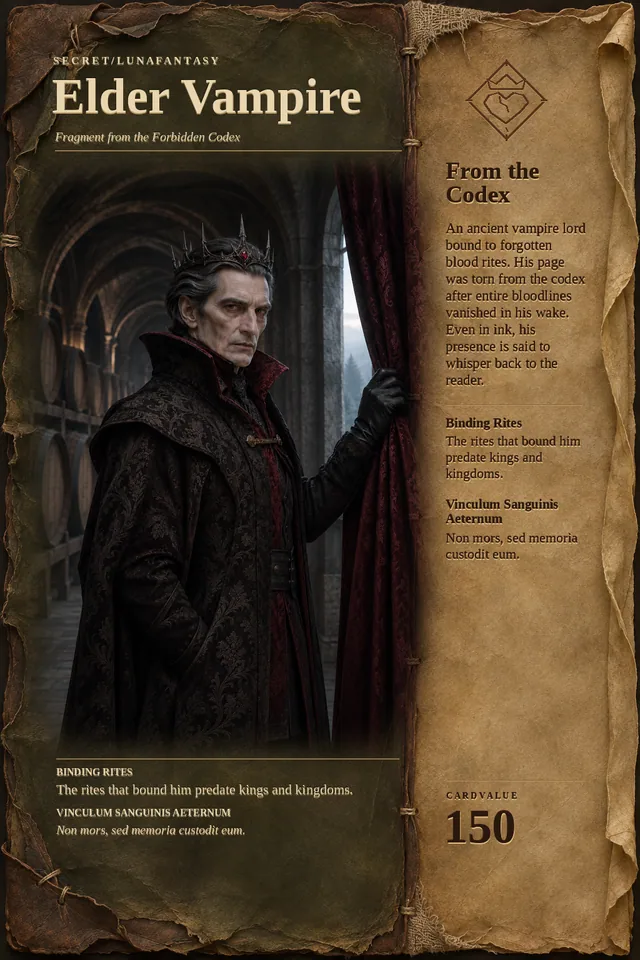 SECRET/LUNAFANTASY
Elder Vampire
Fragment from the Forbidden Codex
BINDING RITES
The rites that bound him predate kings and kingdoms.
VINCULUM SANGUINIS AETERNUM
Non mors, sed memoria custodit eum.
From the
Codex
An ancient vampire lord
bound to forgotten
blood rites. His page
was torn from the codex
after entire bloodlines
vanished in his wake.
Even in ink, his
presence is said to
whisper back to the
reader.
Binding Rites
The rites that bound him
predate kings and
kingdoms.
Vinculum Sanguinis
Aeternum
Non mors, sed memoria
custodit eum.
CARDVALUE
150